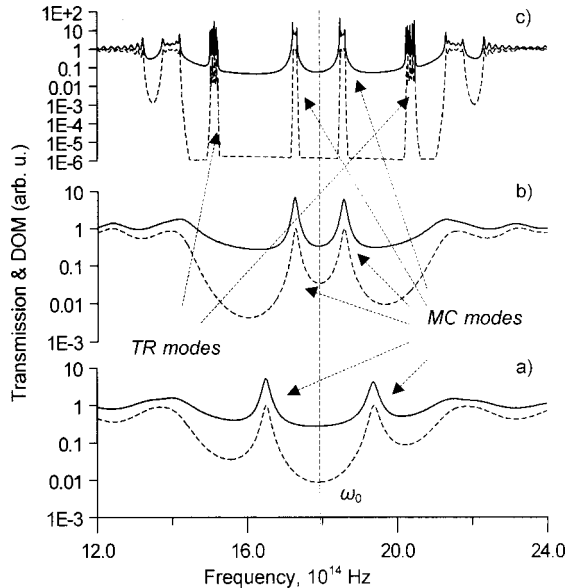 Transmission & DOM (arb. u.)
c)
1E+2
10
1
0.1
0.01
1E-3
1E-4
1E-5
1E-6
b)
10
1
0.1
0.01
1E-3
TR modes
MC modes
a)
10
1
0.1
0.01
1E-3
ω₀
12.0
16.0
20.0
24.0
Frequency, 10¹⁴ Hz